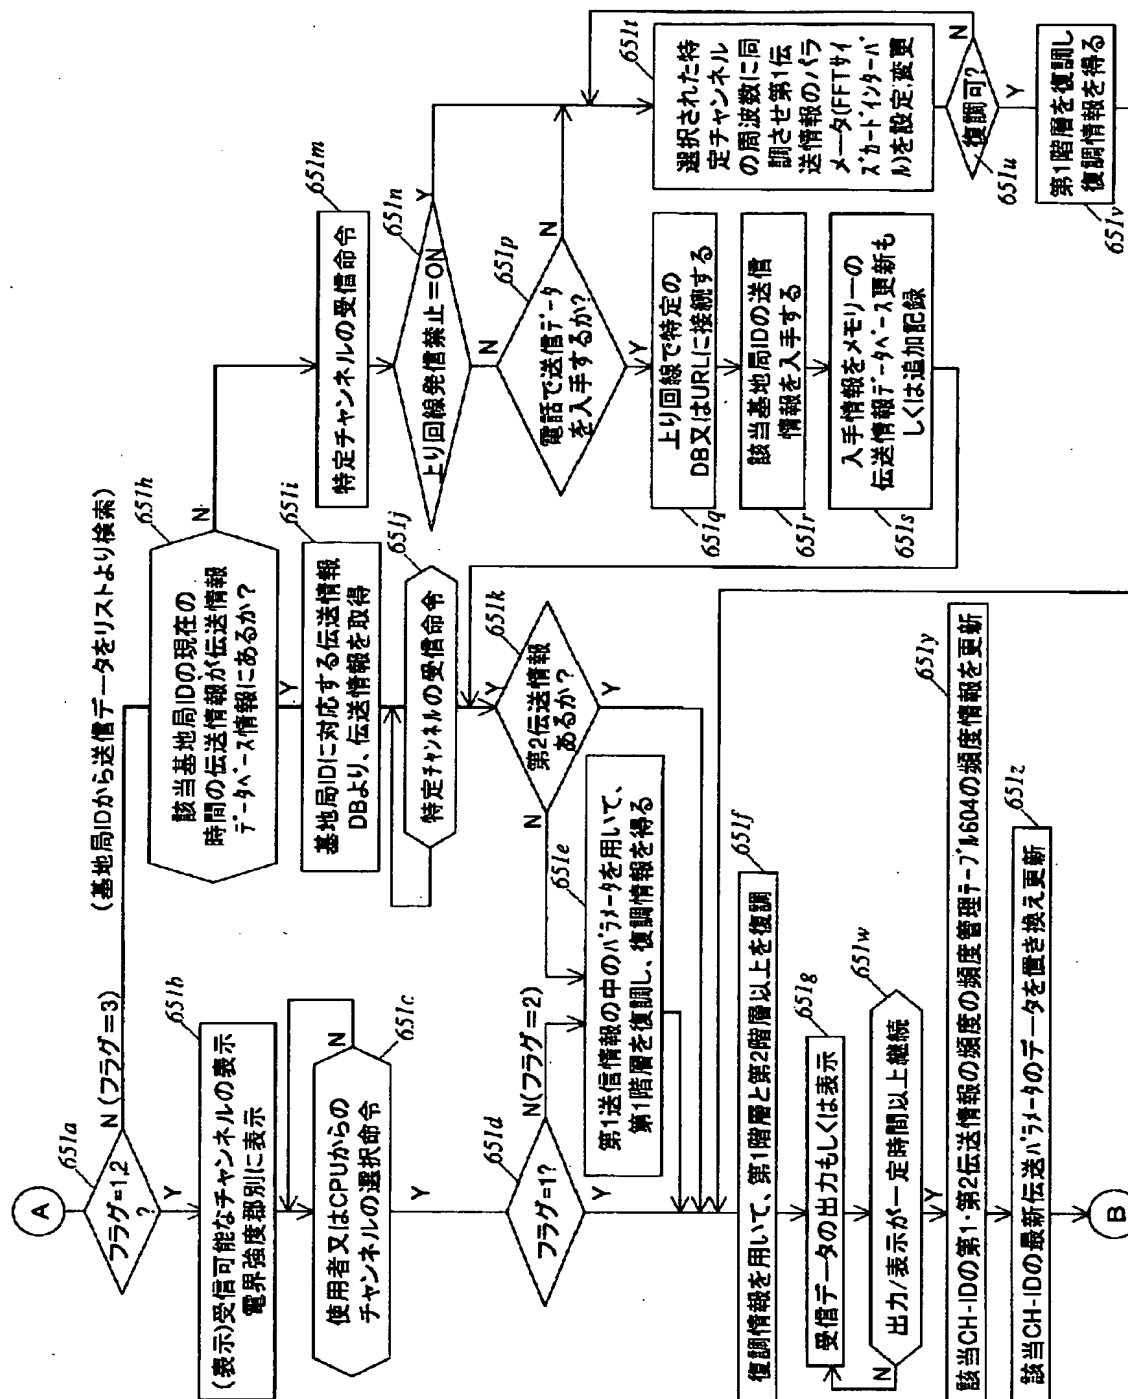 A
651a
フラグ=1,2
?
N(フラグ=3)
(基地局IDから送信データをリストより検索)
Y
651b
(表示)受信可能なチャンネルの表示
電界強度郡別に表示
651c
使用者又はCPUからの
チャンネルの選択命令
N
Y
651d
フラグ=1?
N(フラグ=2)
Y
651e
第1送信情報の中のパラメータを用いて、
第1階層を復調し、復調情報を得る
651f
復調情報を用いて、第1階層と第2階層以上を復調
651g
受信データの出力もしくは表示
651w
出力/表示が一定時間以上継続
N
Y
651y
該当CH-IDの第1・第2伝送情報の頻度の管理テーブル604の頻度情報を更新
651z
該当CH-IDの最新伝送パラメータのデータを置き換え更新
B
651h
該当基地局IDの現在の
時間の伝送情報が伝送情報
データベース情報にあるか?
N
Y
651i
基地局IDに対応する伝送情報
DBより、伝送情報を取得
651j
特定チャンネルの受信命令
651k
Y
第2伝送情報
あるか?
N
Y
651m
特定チャンネルの受信命令
651n
上り回線発信禁止=ON
Y
N
651p
電話で送信データ
を入手するか?
N
Y
上り回線で特定の
DB又はURLに接続する
651q
該当基地局IDの送信
情報を入手する
651r
入手情報をメモリーの
伝送情報データベース更新も
しくは追加記録
651s
651t
選択された特
定チャンネル
の周波数に同
調させ第1伝
送情報のパラ
メータ(FFTサイ
ズガードインターバ
ル)を設定,変更
復調可?
N
651u
Y
第1階層を復調し
復調情報を得る
651v